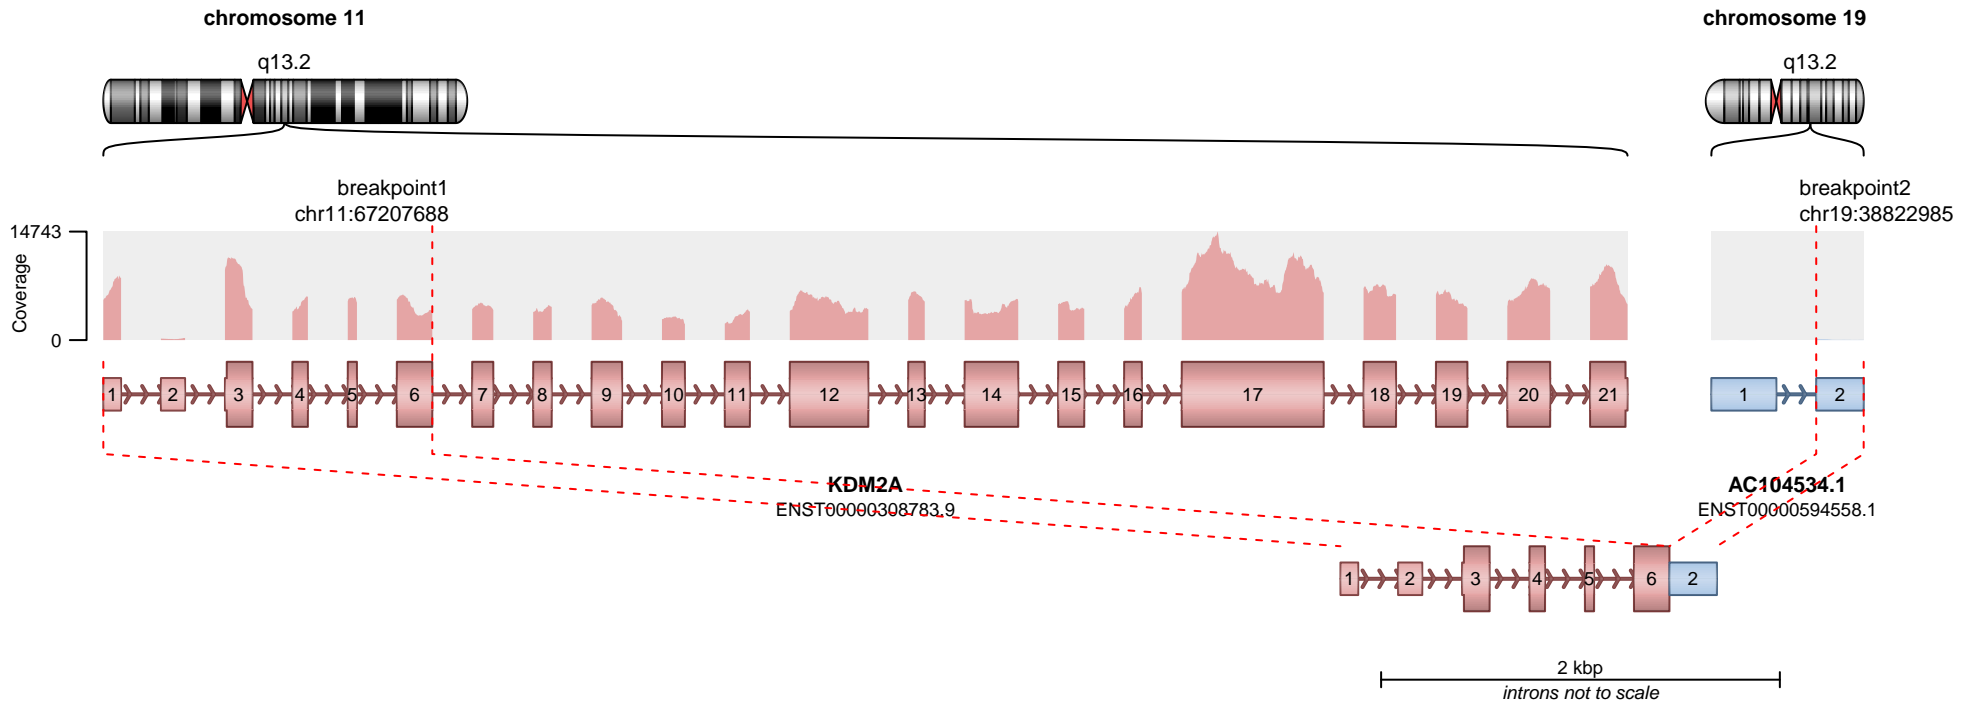 chromosome 11
chromosome 19
q13.2
q13.2
breakpoint1
chr11:67207688
breakpoint2
chr19:38822985
14743
Coverage
0
1 2 3 4 5 6 7 8 9 10 11 12 13 14 15 16 17 18 19 20 21
1 2
KDM2A
ENST00000308783.9
AC104534.1
ENST00000594558.1
1 2 3 4 5 6 2
2 kbp
introns not to scale